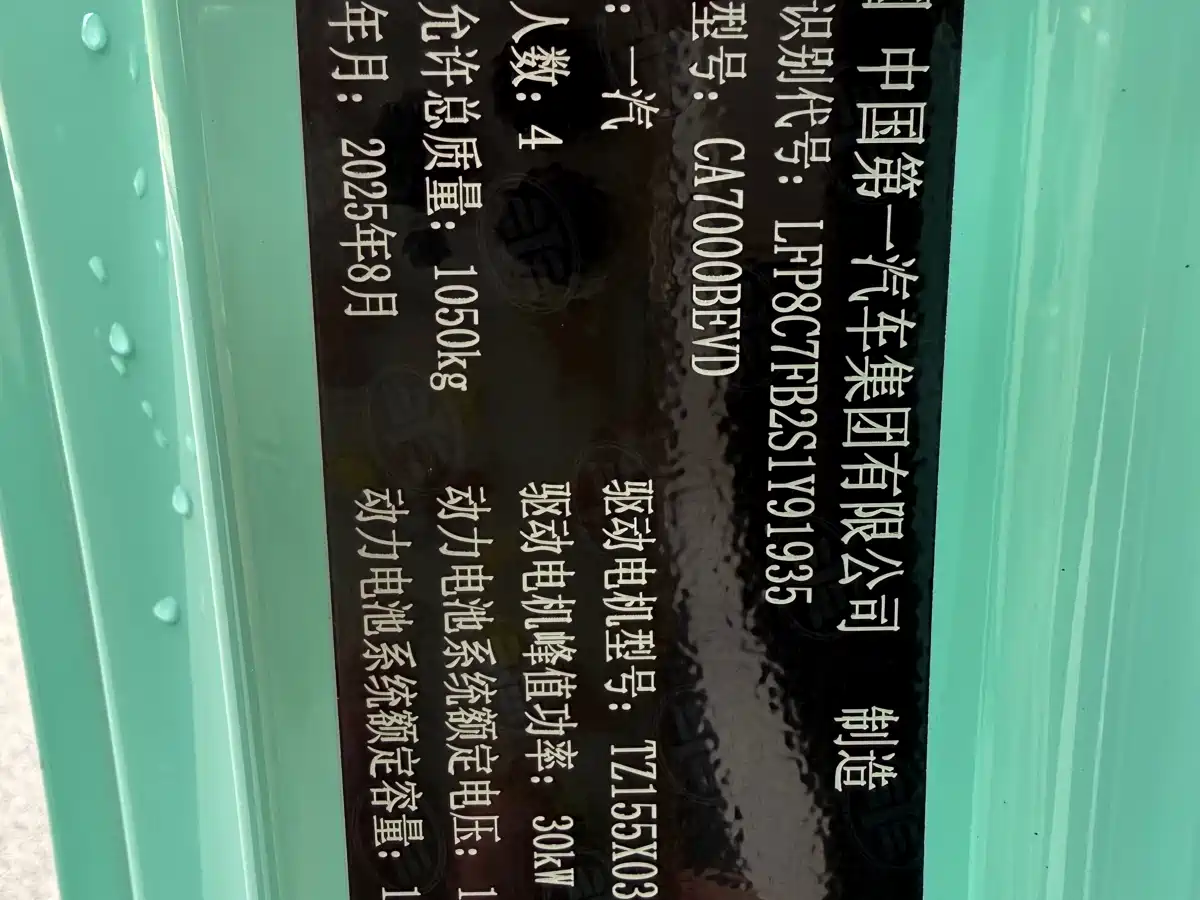 中国第一汽车集团有限公司 制造
识别代号: LFP8C7FB2S1Y91935
型号: CA7000BEVD
: 一汽 驱动电机型号: TZ155X03
人数: 4 驱动电机峰值功率: 30kW
允许总质量: 1050kg 动力电池系统额定电压: 1
年月: 2025年8月 动力电池系统额定容量: 1